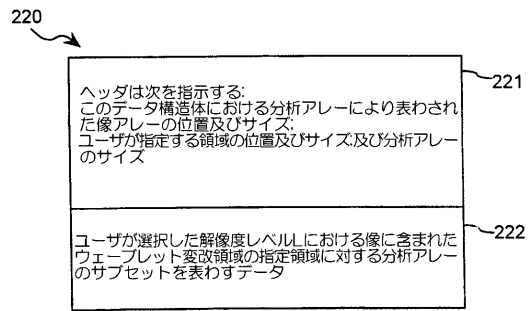 220
221
ヘッダは次を指示する:
このデータ構造体における分析アレーにより表わされ
た像アレーの位置及びサイズ;
ユーザが指定する領域の位置及びサイズ;及び分析アレー
のサイズ
222
ユーザが選択した解像度レベルLにおける像に含まれた
ウェーブレット変改領域の指定領域に対する分析アレー
のサブセットを表わすデータ